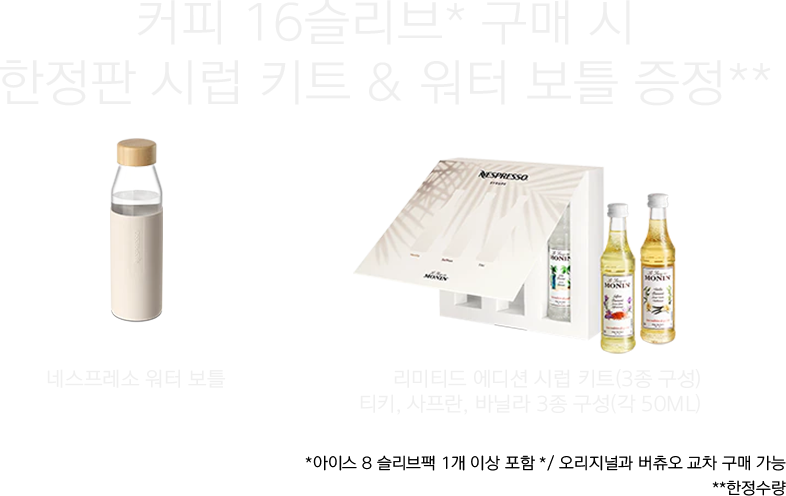 커피 16슬리브* 구매 시
한정판 시럽 키트 & 워터 보틀 증정**
NESPRESSO
MONIN
MONIN
MONIN
네스프레소 워터 보틀
리미티드 에디션 시럽 키트(3종 구성)
티키, 사프란, 바닐라 3종 구성(각 50ML)
*아이스 8 슬리브팩 1개 이상 포함 */ 오리지널과 버츄오 교차 구매 가능
**한정수량